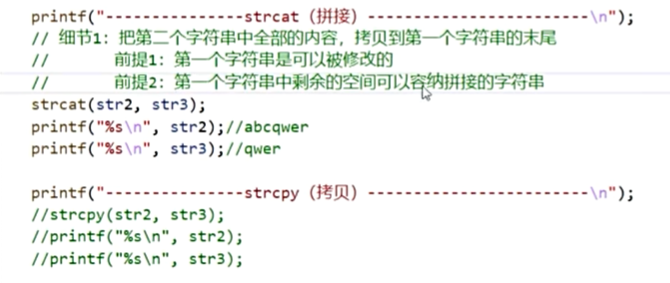 printf("---------------strcat（拼接）------------------------\n");
// 细节1：把第二个字符串中全部的内容，拷贝到第一个字符串的末尾
//        前提1：第一个字符串是可以被修改的
//        前提2：第一个字符串中剩余的空间可以容纳拼接的字符串
strcat(str2, str3);
printf("%s\n", str2);//abcqwer
printf("%s\n", str3);//qwer
printf("---------------strcpy（拷贝）------------------------\n");
//strcpy(str2, str3);
//printf("%s\n", str2);
//printf("%s\n", str3);